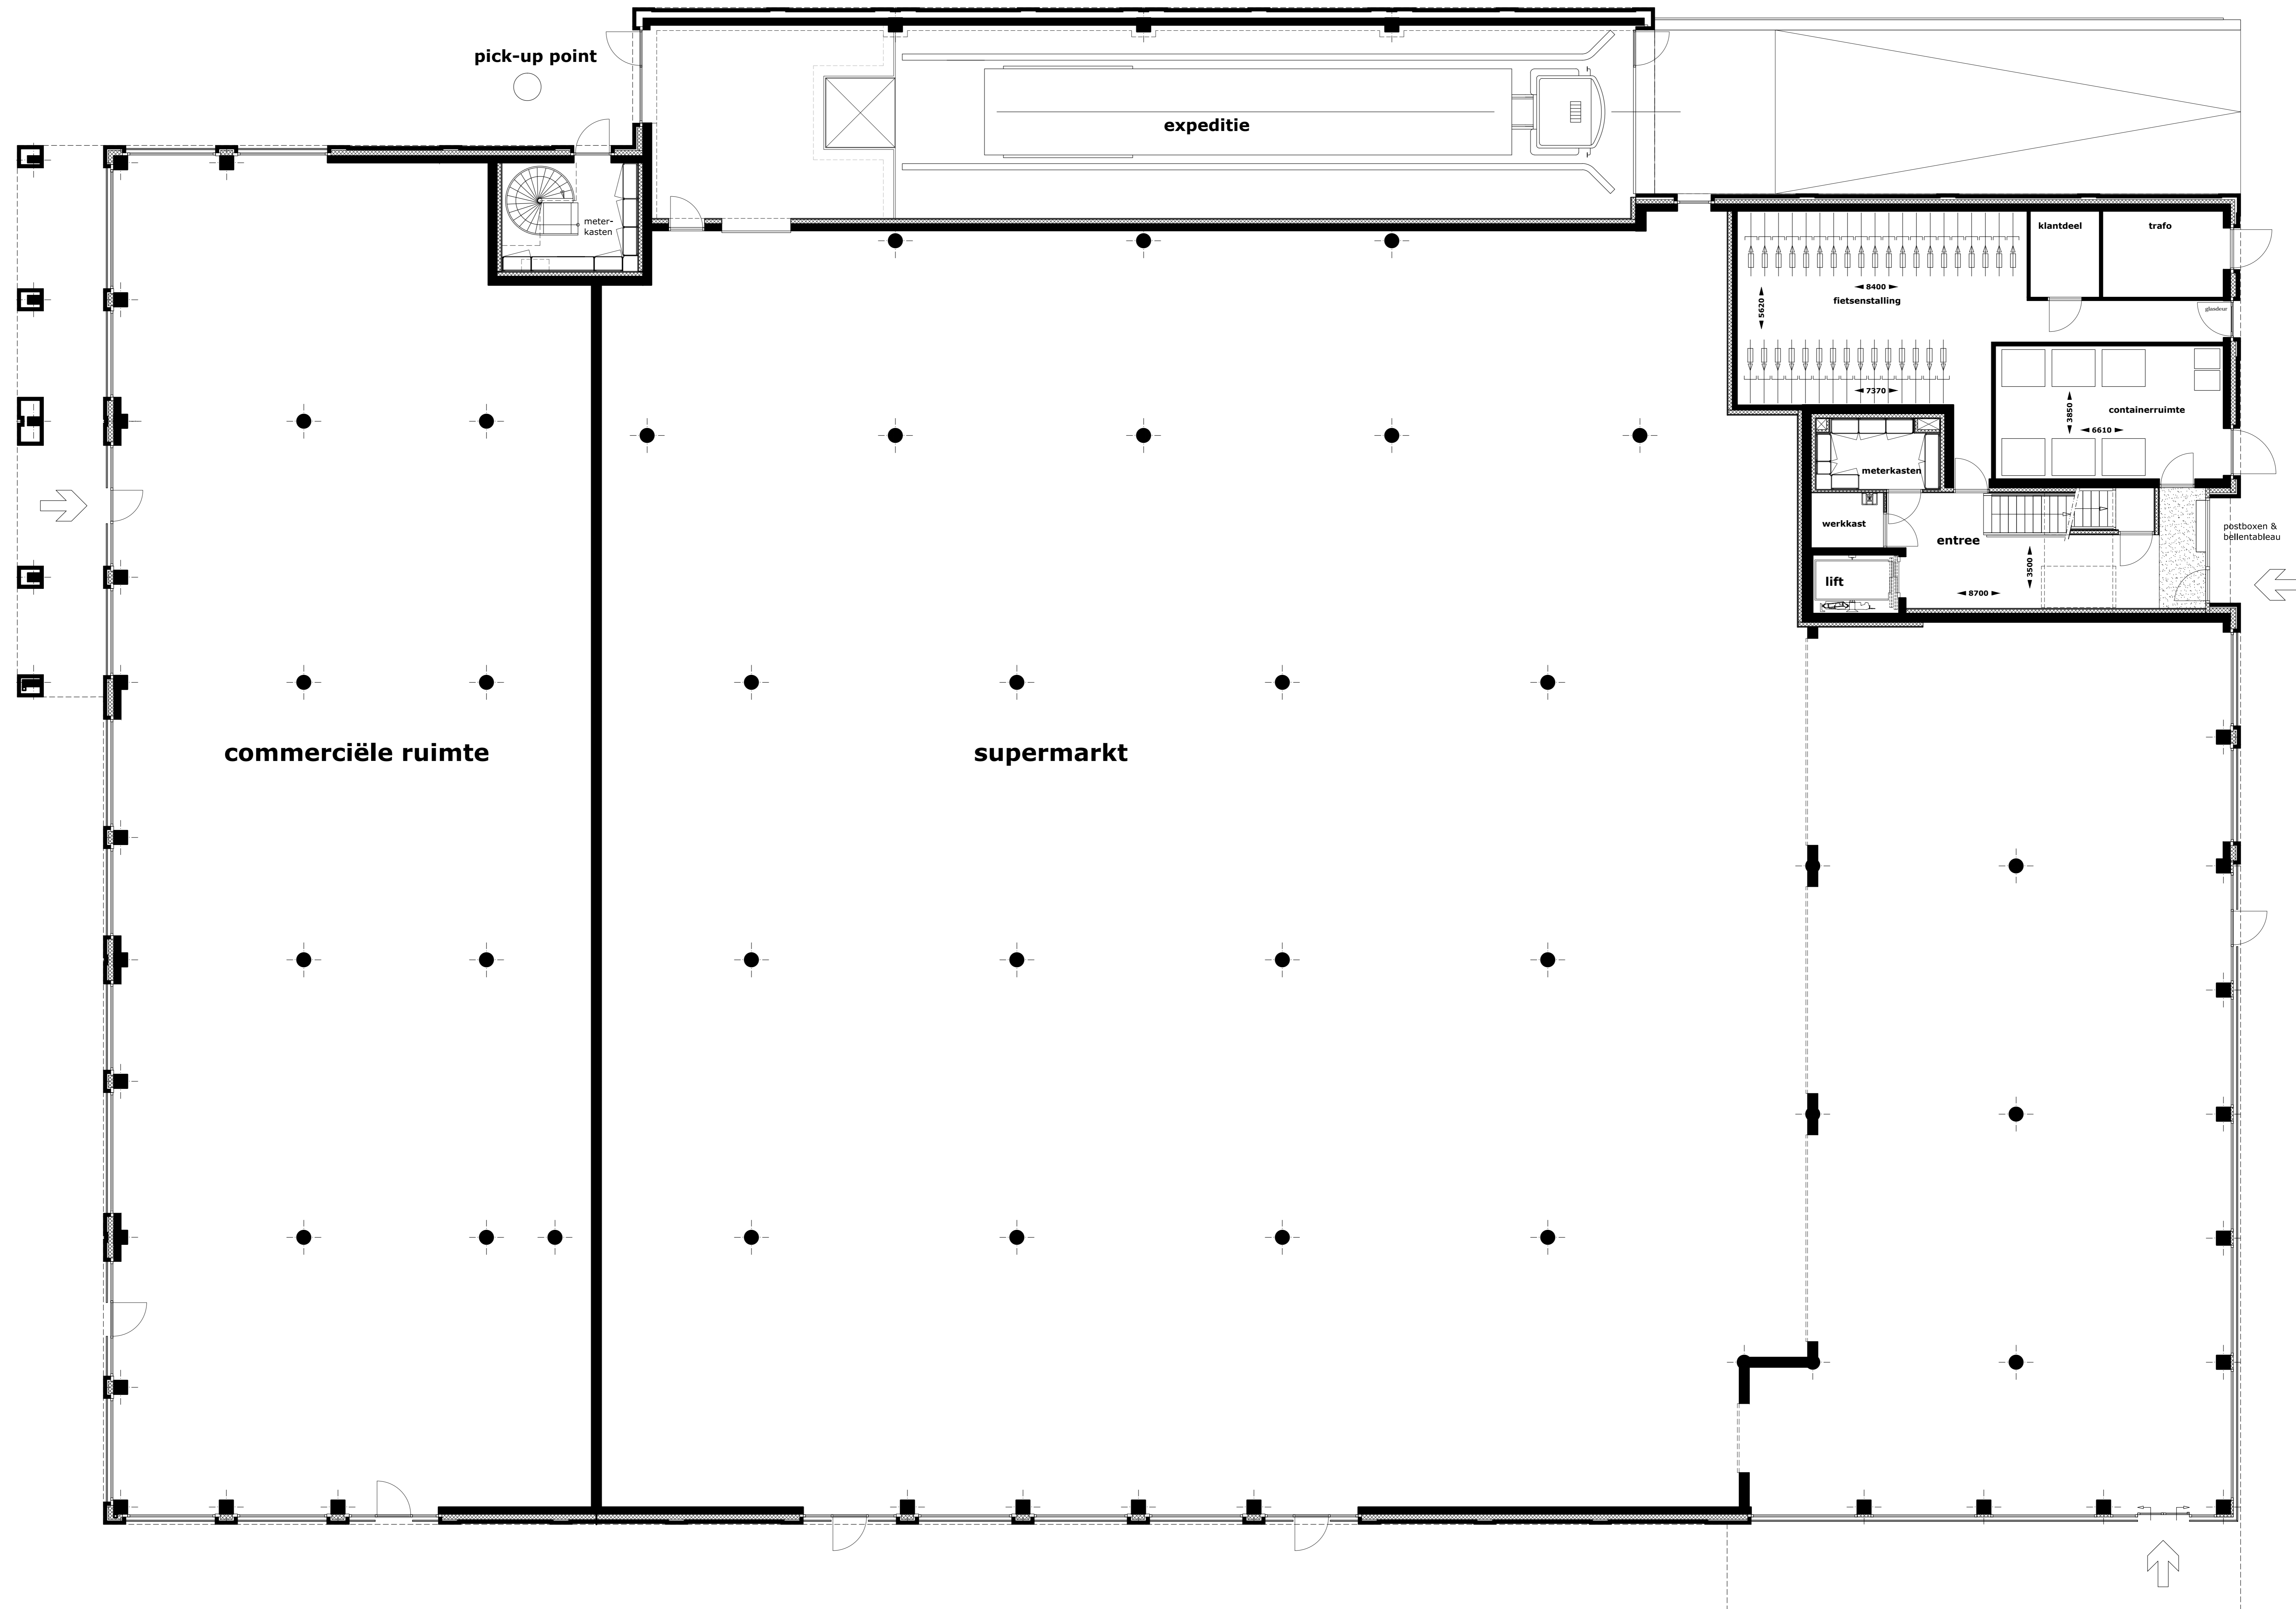 pick-up point
expeditie
meter-
kasten
klantdeel
trafo
8400
fietsenstalling
5620
glasdeur
7370
containerruimte
3850
6610
meterkasten
werkkast
entree
postboxen &
bellentableau
3500
lift
8700
commerciële ruimte
supermarkt